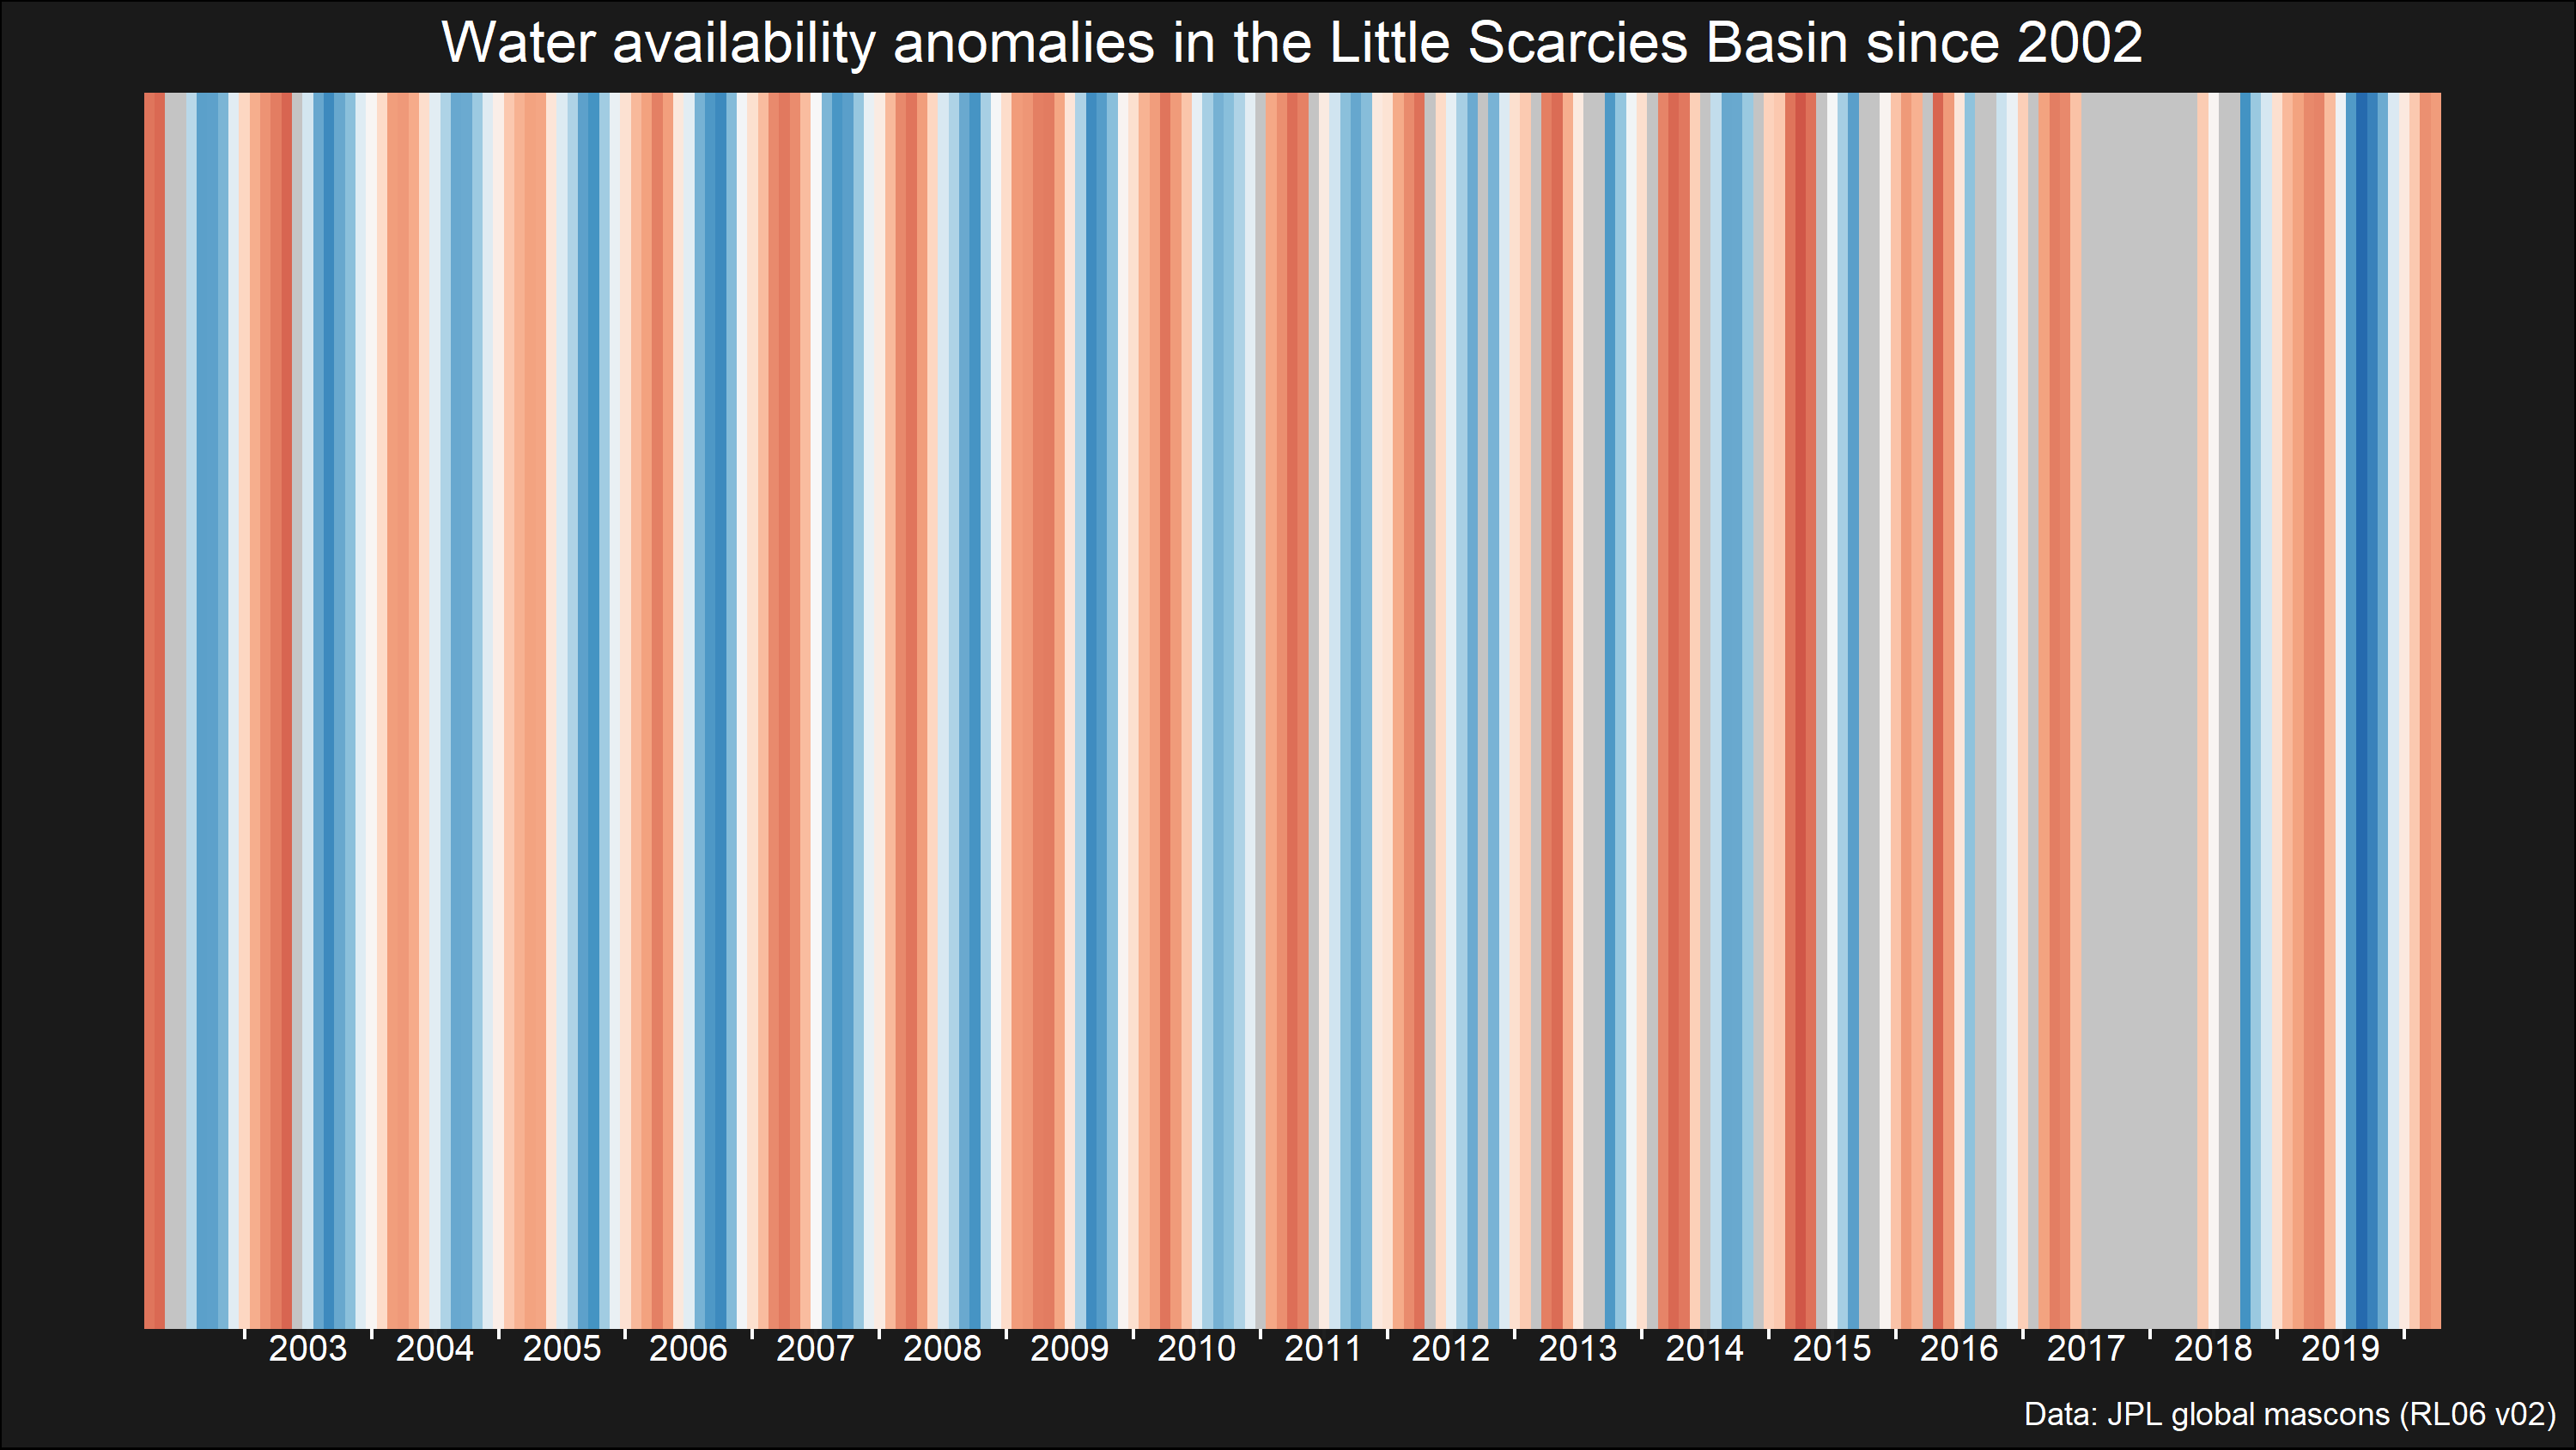 Water availability anomalies in the Little Scarcies Basin since 2002
2003 2004 2005 2006 2007 2008 2009 2010 2011 2012 2013 2014 2015 2016 2017 2018 2019
Data: JPL global mascons (RL06 v02)